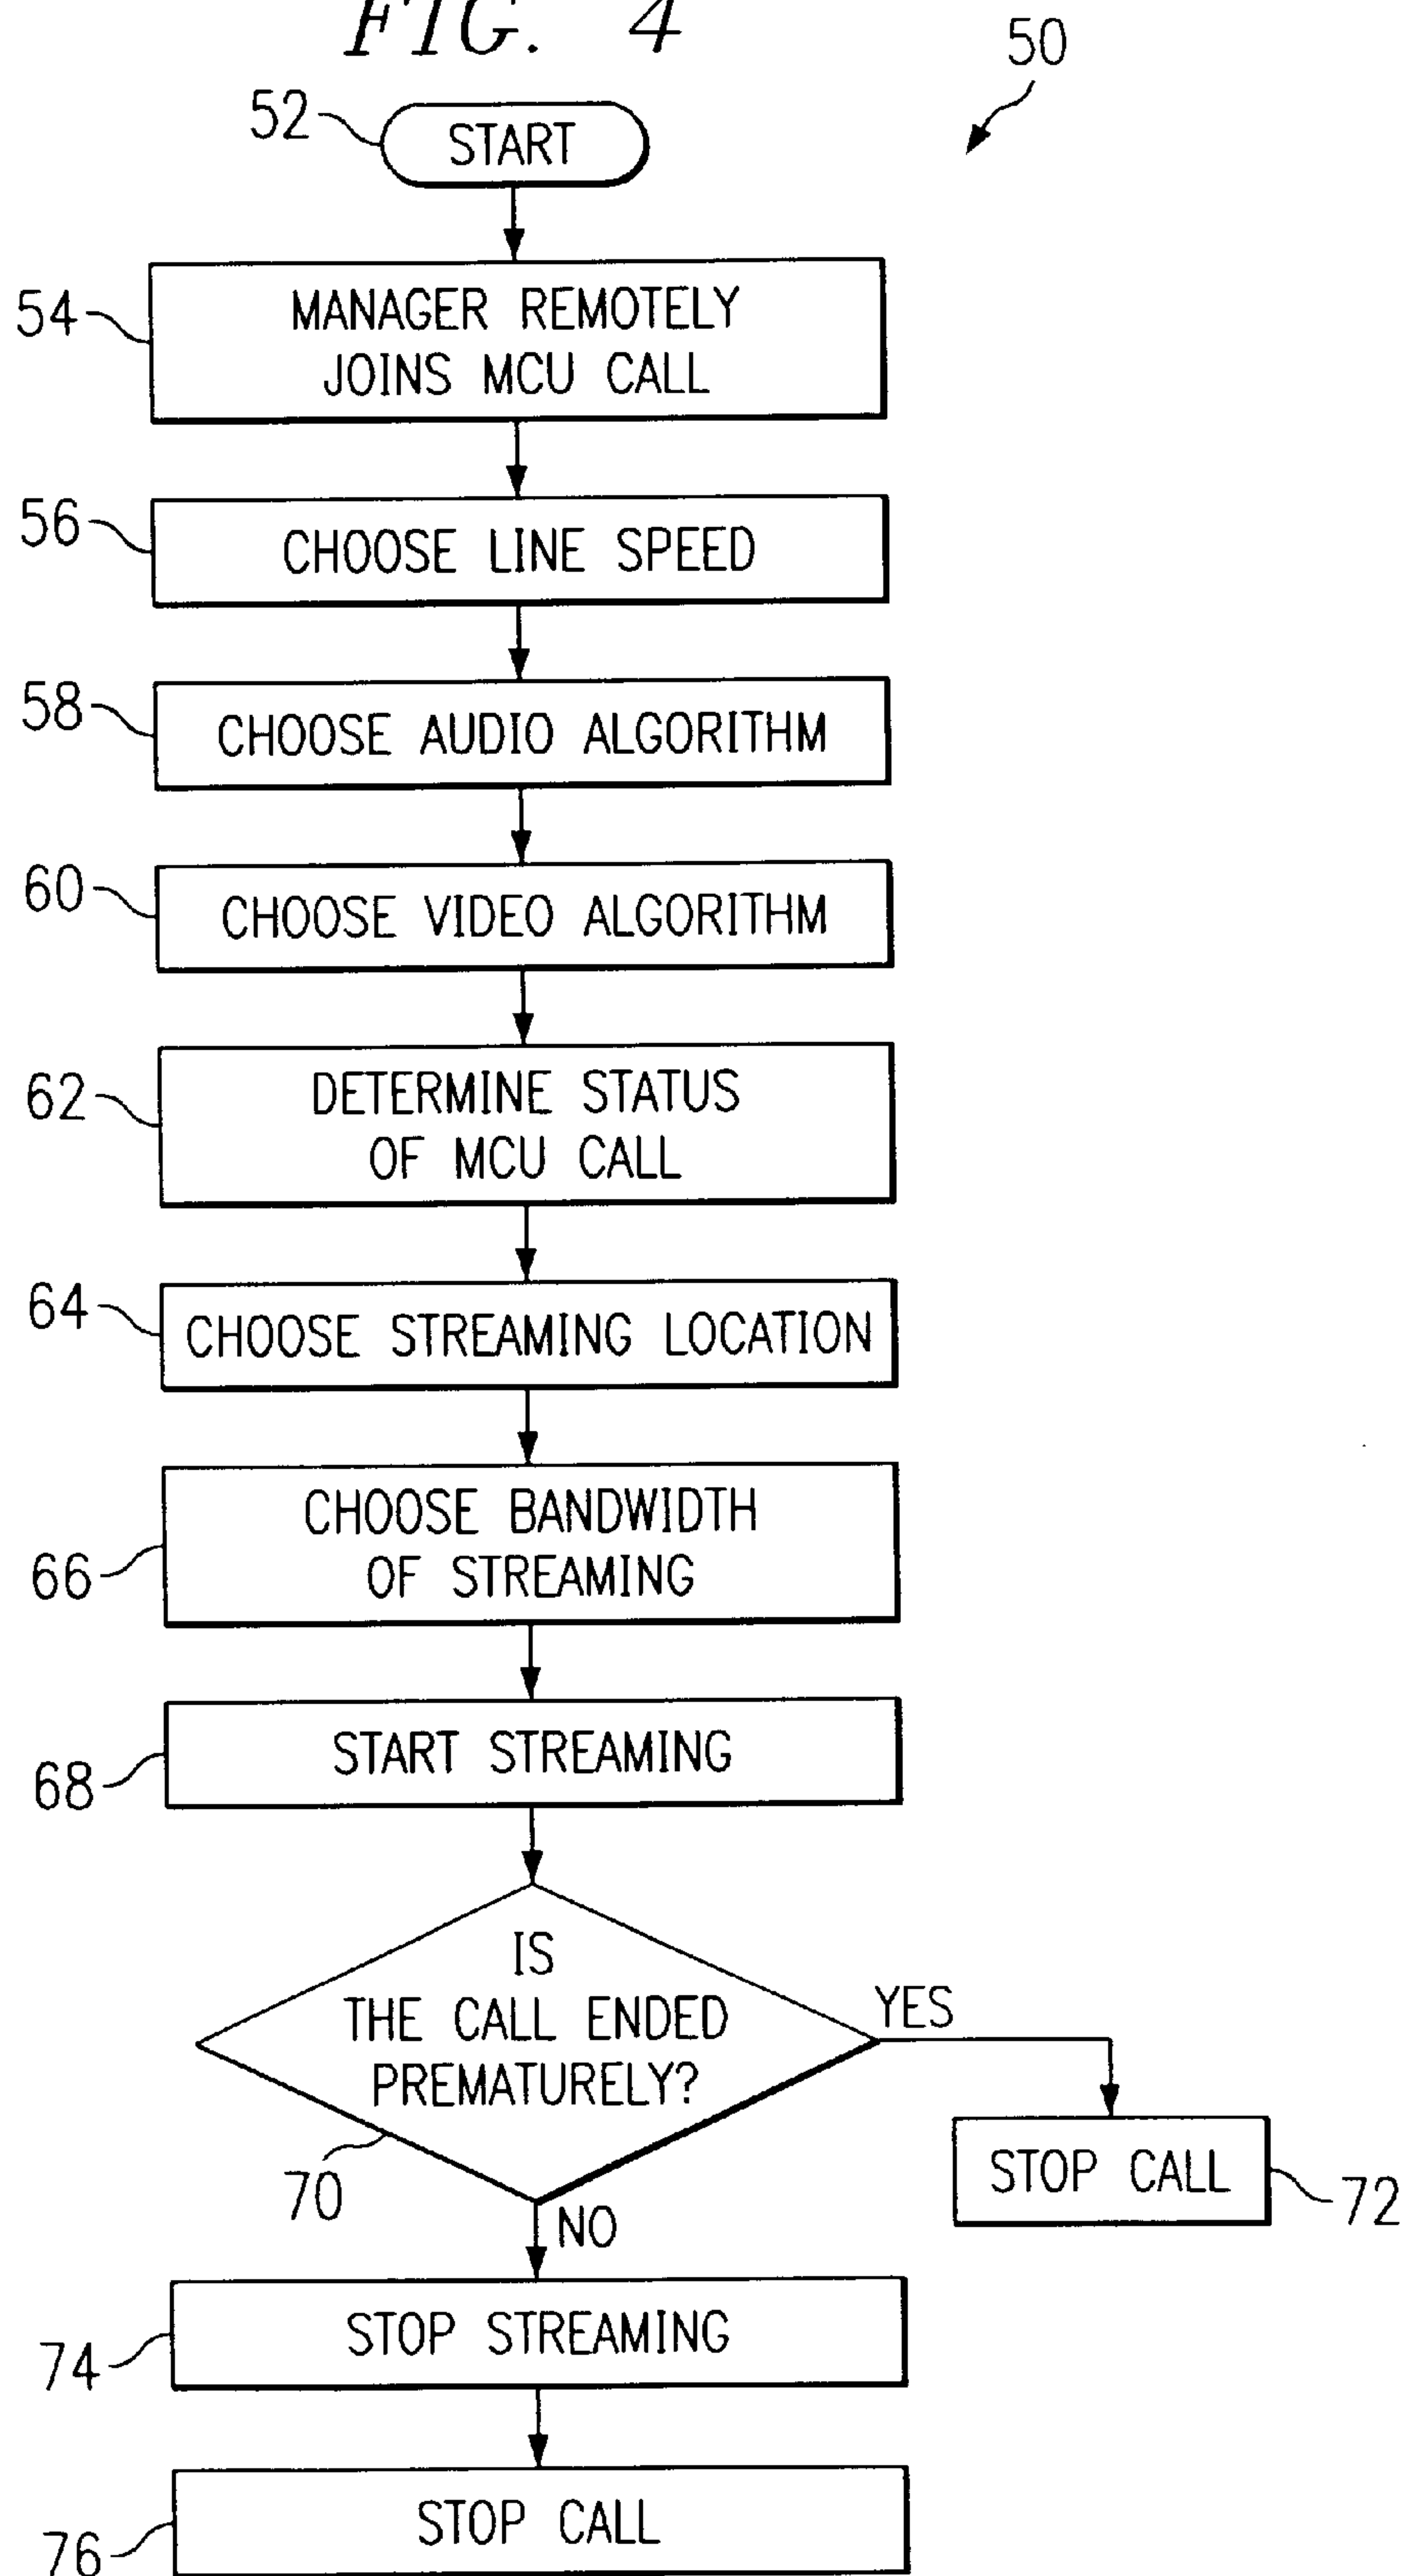 FIG. 4
50
52
START
54
MANAGER REMOTELY
JOINS MCU CALL
56
CHOOSE LINE SPEED
58
CHOOSE AUDIO ALGORITHM
60
CHOOSE VIDEO ALGORITHM
62
DETERMINE STATUS
OF MCU CALL
64
CHOOSE STREAMING LOCATION
66
CHOOSE BANDWIDTH
OF STREAMING
68
START STREAMING
IS
THE CALL ENDED
PREMATURELY?
YES
70
STOP CALL
72
NO
74
STOP STREAMING
76
STOP CALL